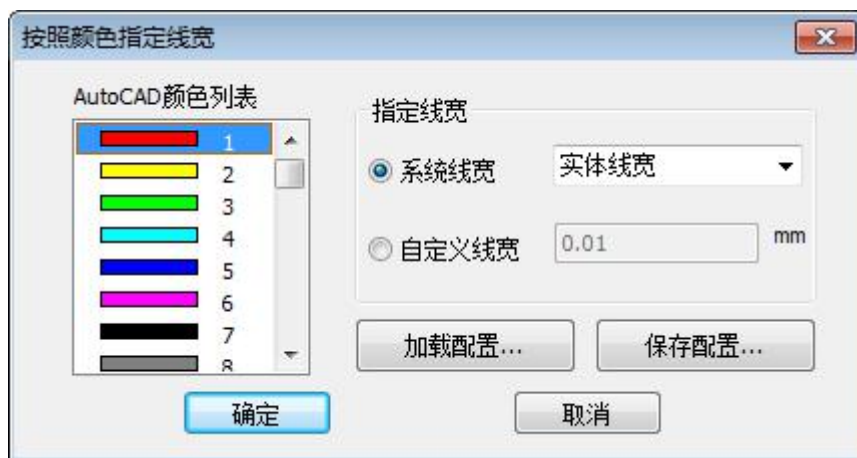 按照颜色指定线宽
AutoCAD颜色列表
1
2
3
4
5
6
7
8
指定线宽
系统线宽
实体线宽
自定义线宽
0.01
mm
加载配置...
保存配置...
确定
取消